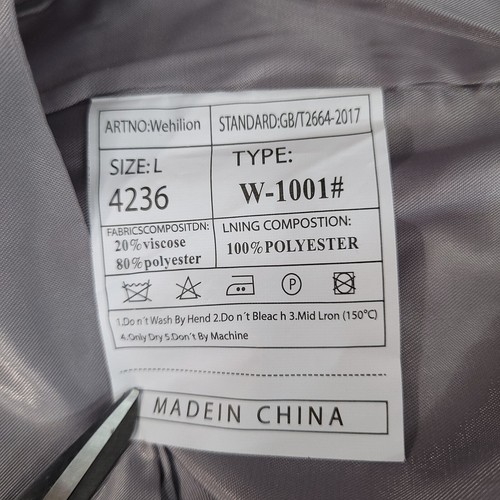 ARTNO:Wehilion
STANDARD:GB/T2664-2017
SIZE:L
4236
TYPE:
W-1001#
FABRICSCOMPOSITDN:
20%viscose
80%polyester
LNING COMPOSTION:
100%POLYESTER
P
1.Do n´t Wash By Hend 2.Do n´t Bleac h 3.Mid Lron (150°C)
4.Only Dry 5.Don´t By Machine
MADEIN CHINA